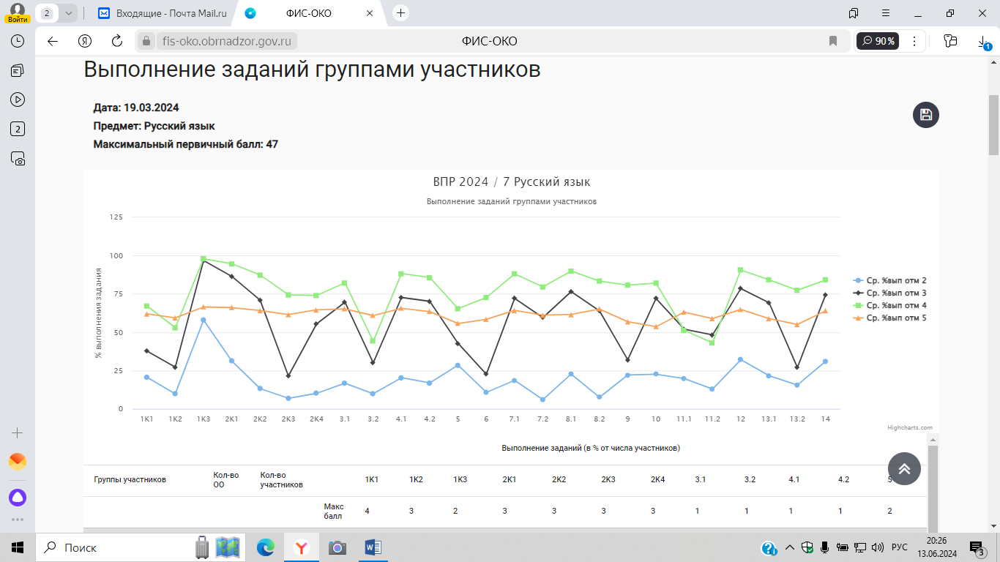 2
Входящие - Почта Mail.ru
ФИС-ОКО
Войти
fis-oko.obrnadzor.gov.ru
ФИС-ОКО
90%
1
2
Выполнение заданий группами участников
Дата: 19.03.2024
Предмет: Русский язык
Максимальный первичный балл: 47
ВПР 2024 / 7 Русский язык
Выполнение заданий группами участников
% выполнения задания
125
100
75
50
25
0
1K1 1K2 1K3 2K1 2K2 2K3 2K4 3.1 3.2 4.1 4.2 5 6 7.1 7.2 8.1 8.2 9 10 11.1 11.2 12 13.1 13.2 14
Ср. %вып отм 2
Ср. %вып отм 3
Ср. %вып отм 4
Ср. %вып отм 5
Highcharts.com
Выполнение заданий (в % от числа участников)
Группы участников Кол-во ОО Кол-во участников 1K1 1K2 1K3 2K1 2K2 2K3 2K4 3.1 3.2 4.1 4.2 5
Макс балл 4 3 2 3 3 3 3 1 1 1 1 2
Поиск
РУС
20:26
13.06.2024
3